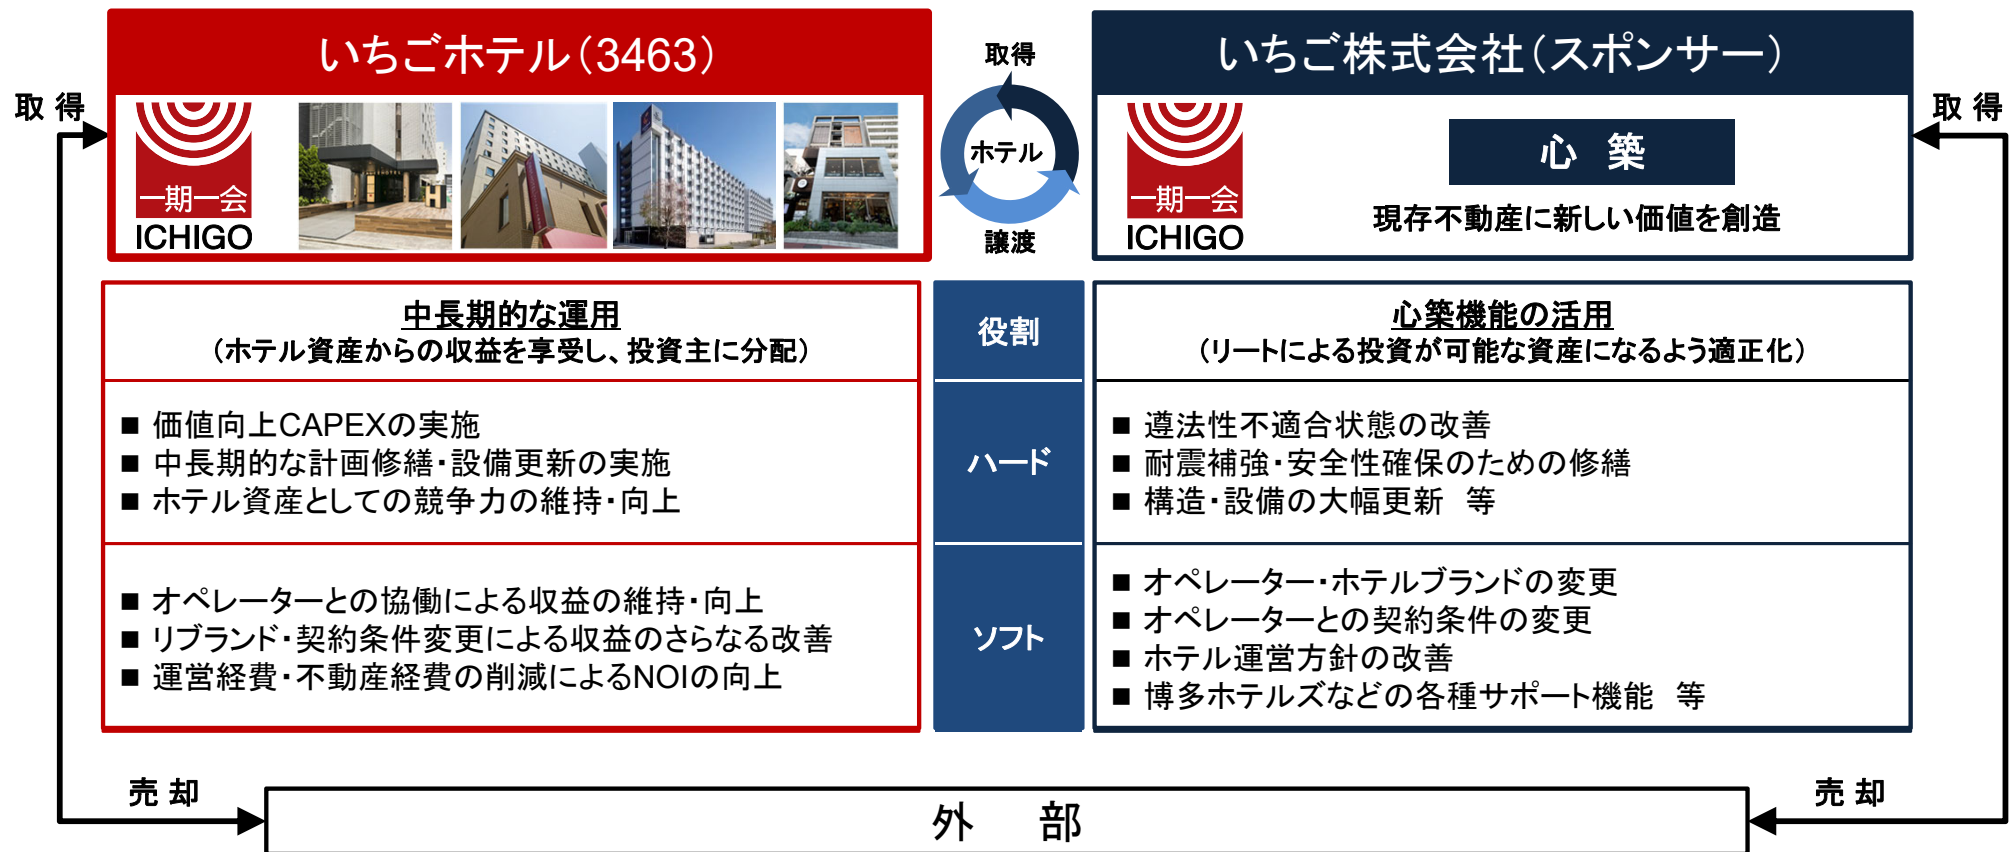 いちごホテル（3463）
取得
いちご株式会社（スポンサー）
取 得
取 得
一期一会
ICHIGO
ホテル
譲渡
一期一会
ICHIGO
心 築
現存不動産に新しい価値を創造
中長期的な運用
（ホテル資産からの収益を享受し、投資主に分配）
役割
心築機能の活用
（リートによる投資が可能な資産になるよう適正化）
■ 価値向上CAPEXの実施
■ 中長期的な計画修繕・設備更新の実施
■ ホテル資産としての競争力の維持・向上
ハード
■ 遵法性不適合状態の改善
■ 耐震補強・安全性確保のための修繕
■ 構造・設備の大幅更新 等
■ オペレーターとの協働による収益の維持・向上
■ リブランド・契約条件変更による収益のさらなる改善
■ 運営経費・不動産経費の削減によるNOIの向上
ソフト
■ オペレーター・ホテルブランドの変更
■ オペレーターとの契約条件の変更
■ ホテル運営方針の改善
■ 博多ホテルズなどの各種サポート機能 等
売 却
外 部
売 却